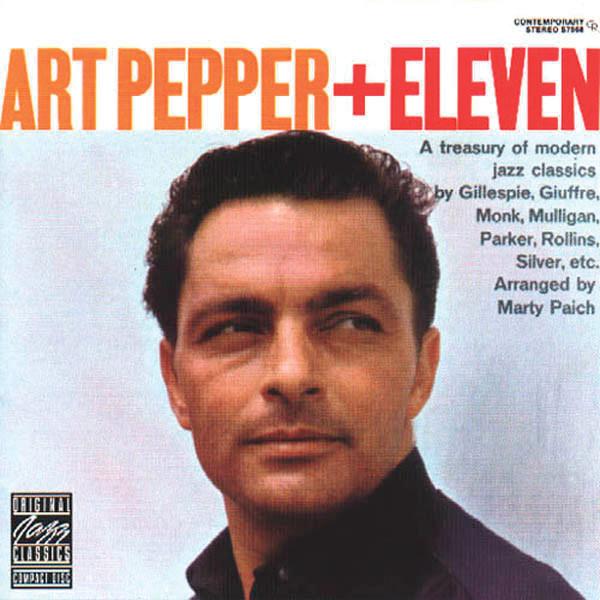 CONTEMPORARY
STEREO S7568 CR
ART PEPPER+ELEVEN
A treasury of modern
jazz classics
by Gillespie, Giuffre,
Monk, Mulligan,
Parker, Rollins,
Silver, etc.
Arranged by
Marty Paich
ORIGINAL
Jazz
CLASSICS
COMPACT DISC